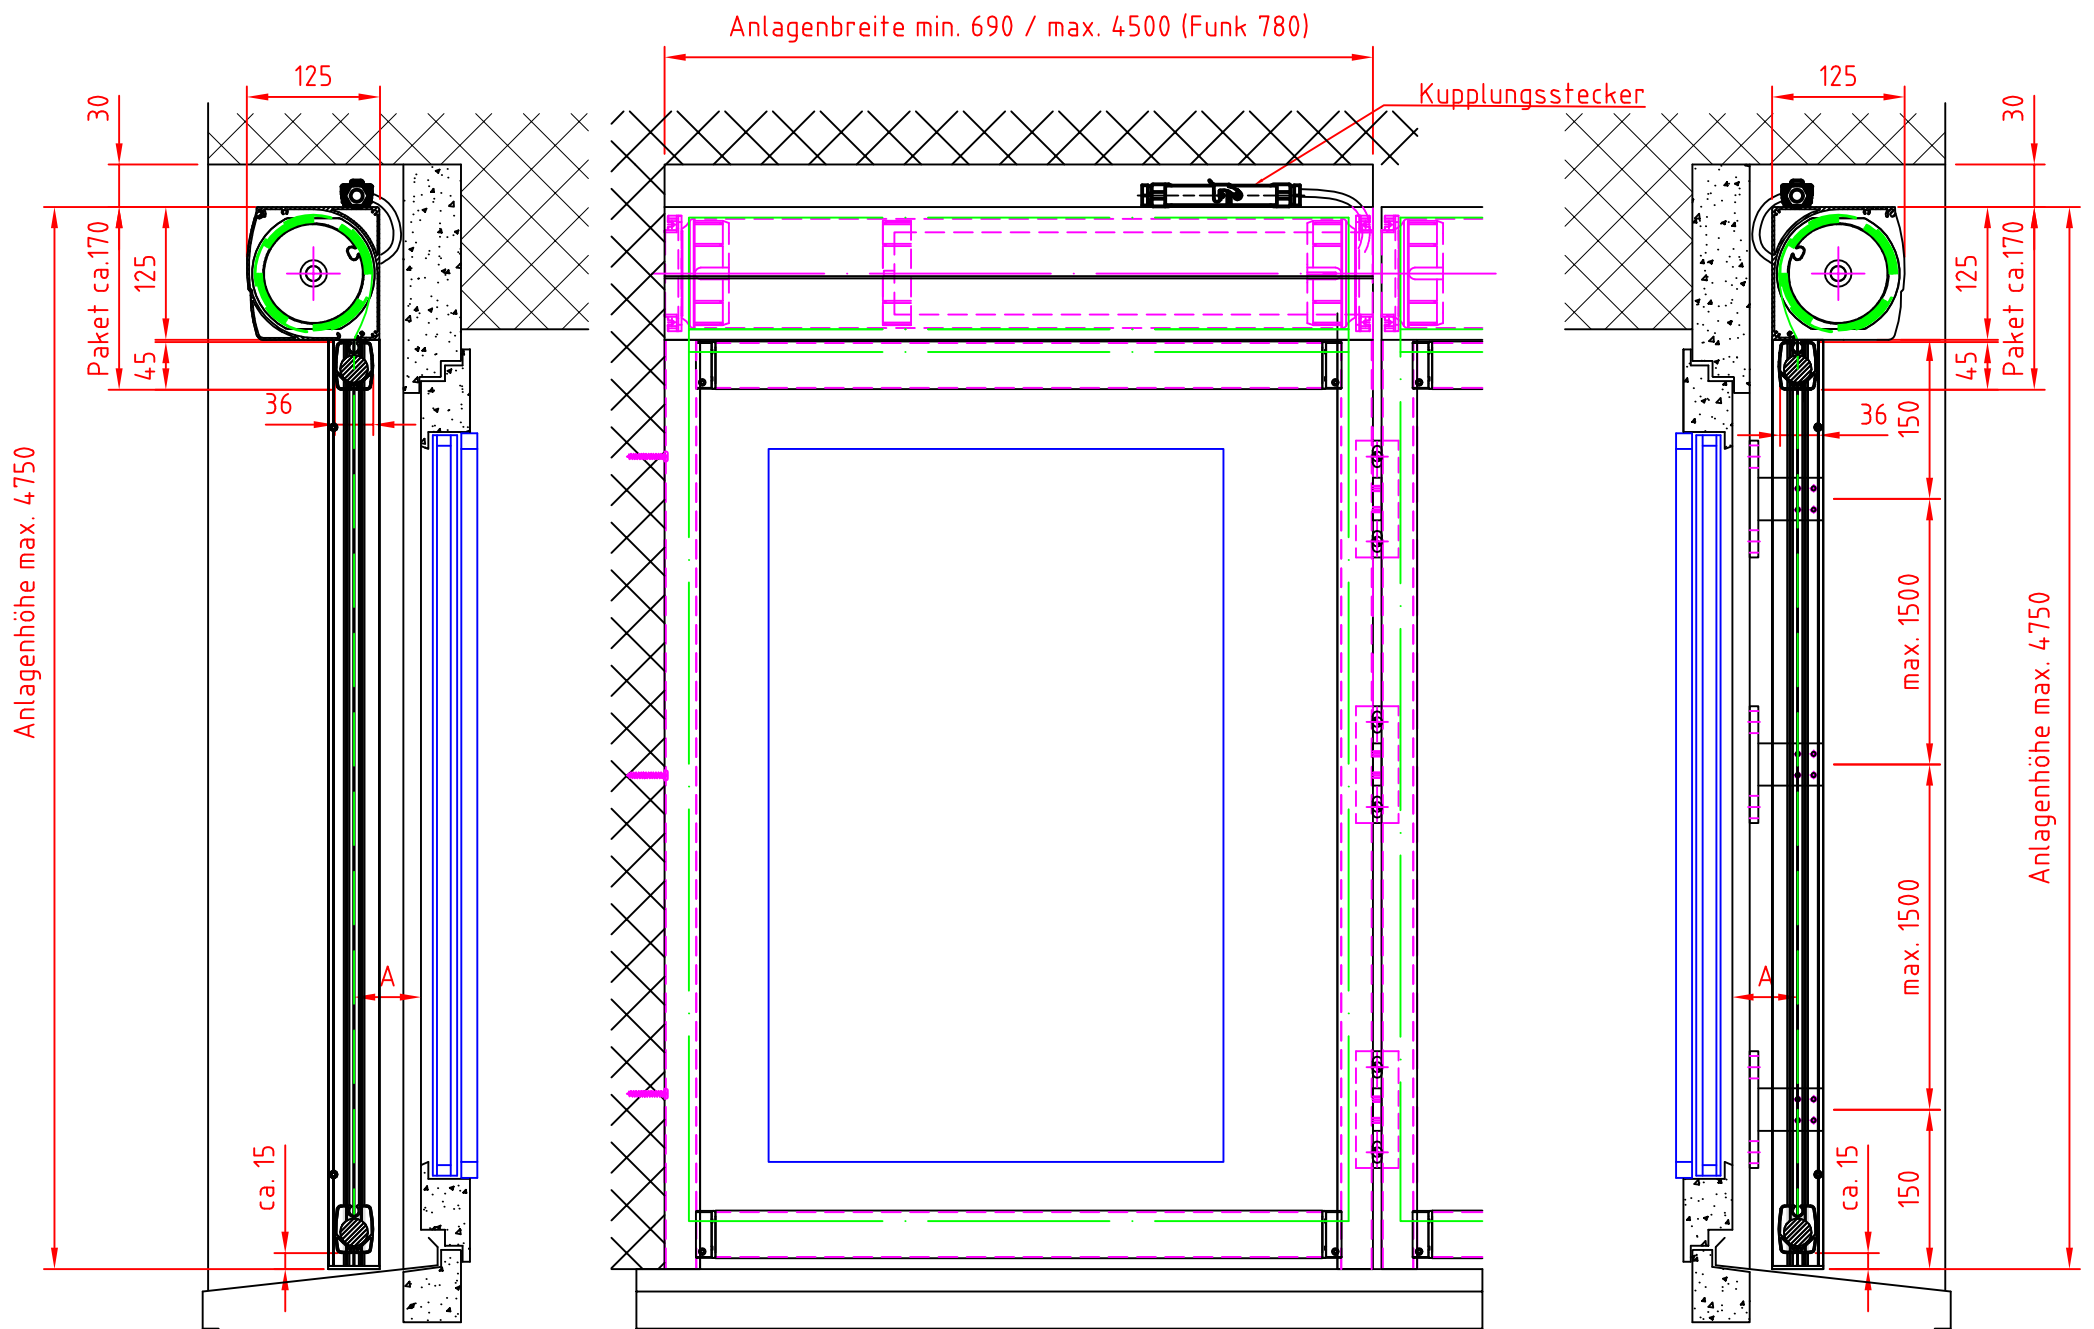 Anlagenbreite min. 690 / max. 4500 (Funk 780)
Kupplungsstecker
125
30
Paket ca.170
125
45
36
Anlagenhöhe max. 4750
A
ca. 15
125
30
Paket ca.170
125
45
36
150
max. 1500
max. 1500
150
Anlagenhöhe max. 4750
A
ca. 15